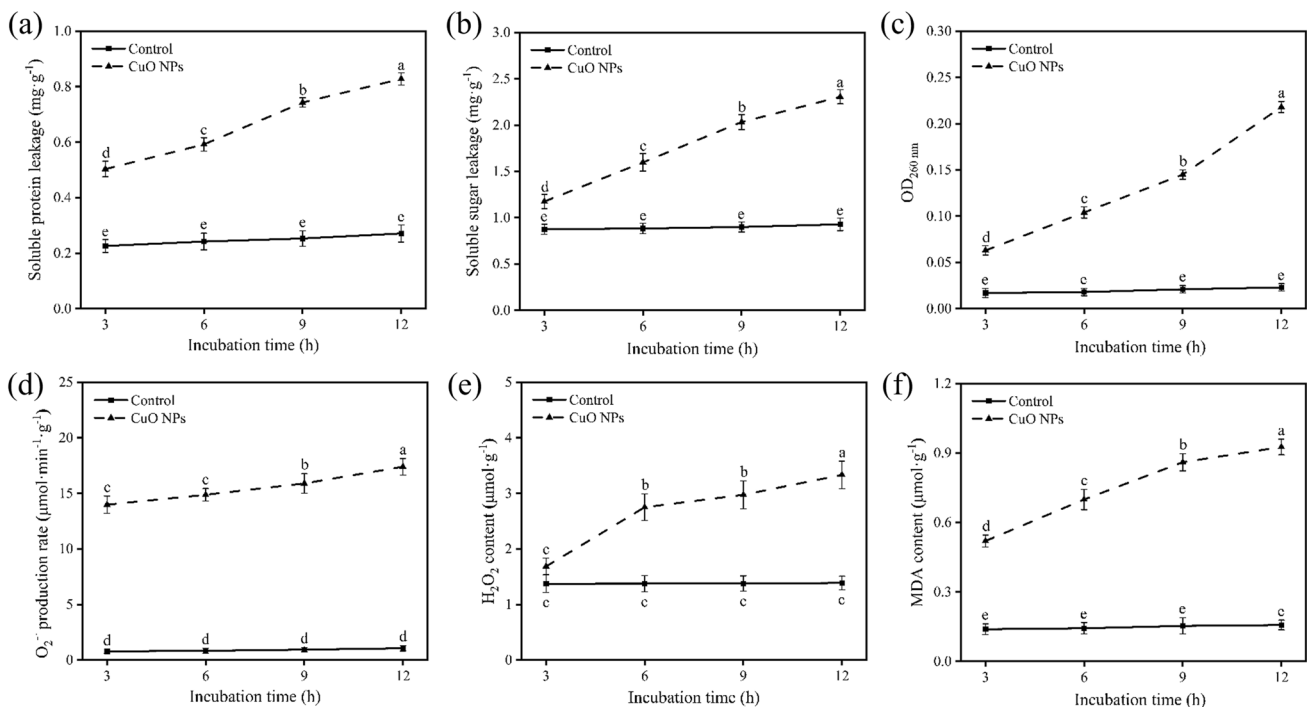 (a)
Soluble protein leakage (mg·g⁻¹)
1.0
0.8
0.6
0.4
0.2
0.0
Control
CuO NPs
d
c
b
a
e
e
e
c
3
6
9
12
Incubation time (h)
(b)
Soluble sugar leakage (mg·g⁻¹)
3.0
2.5
2.0
1.5
1.0
0.5
0.0
Control
CuO NPs
d
c
b
a
e
e
e
e
3
6
9
12
Incubation time (h)
(c)
OD₂₆₀ ₙₘ
0.30
0.25
0.20
0.15
0.10
0.05
0.00
Control
CuO NPs
d
c
b
a
e
c
e
e
3
6
9
12
Incubation time (h)
(d)
O₂·⁻ production rate (μmol·min⁻¹·g⁻¹)
25
20
15
10
5
0
Control
CuO NPs
c
c
b
a
d
d
d
d
3
6
9
12
Incubation time (h)
(e)
H₂O₂ content (μmol·g⁻¹)
5
4
3
2
1
0
Control
CuO NPs
c
b
b
a
c
c
c
c
3
6
9
12
Incubation timc (h)
(f)
MDA content (μmol·g⁻¹)
1.2
0.9
0.6
0.3
0.0
Control
CuO NPs
d
c
b
a
e
e
e
c
3
6
9
12
Incubation time (h)